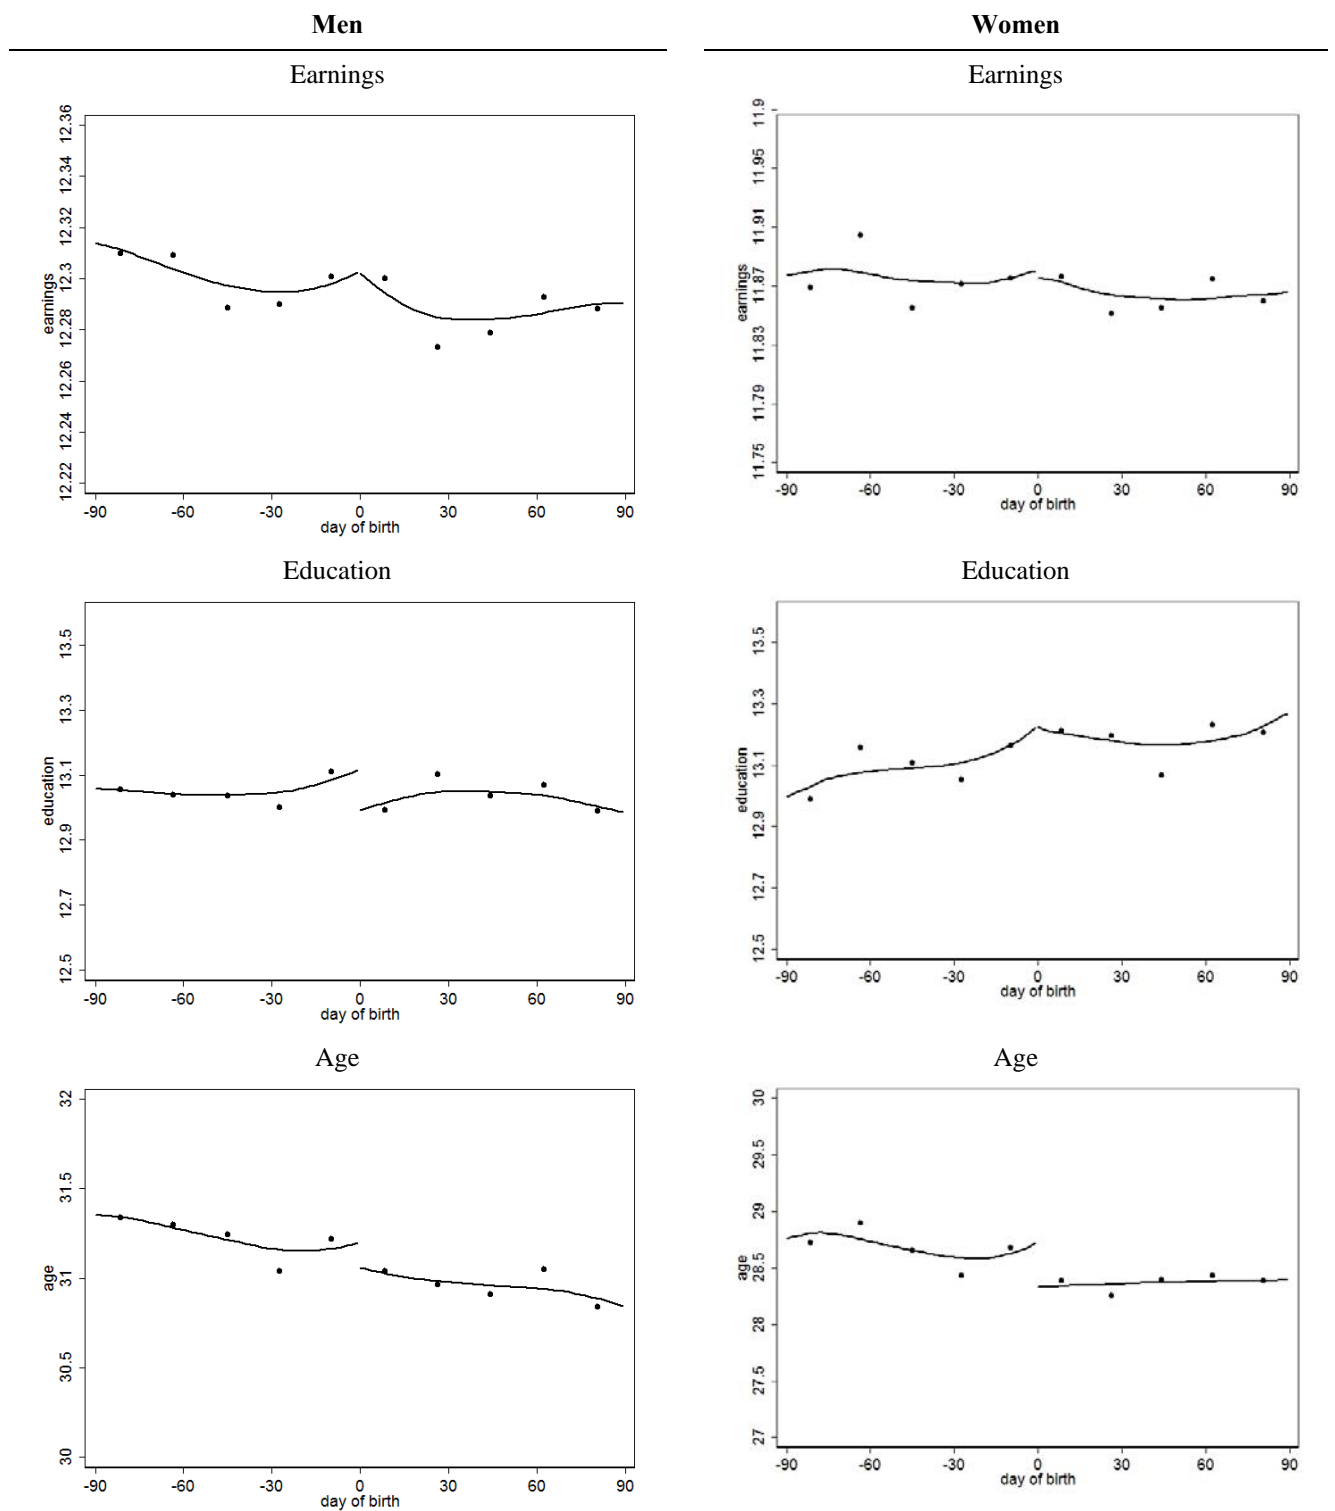 Men
Women
Earnings
Earnings
earnings
12.36
12.34
12.32
12.3
12.28
12.26
12.24
12.22
-90 -60 -30 0 30 60 90
day of birth
earnings
11.9
11.95
11.91
11.87
11.83
11.79
11.75
-90 -60 -30 0 30 60 90
day of birth
Education
Education
education
13.5
13.3
13.1
12.9
12.7
12.5
-90 -60 -30 0 30 60 90
day of birth
education
13.5
13.3
13.1
12.9
12.7
12.5
-90 -60 -30 0 30 60 90
day of birth
Age
Age
age
32
31.5
31
30.5
30
-90 -60 -30 0 30 60 90
day of birth
age
30
29.5
29
28.5
28
27.5
27
-90 -60 -30 0 30 60 90
day of birth